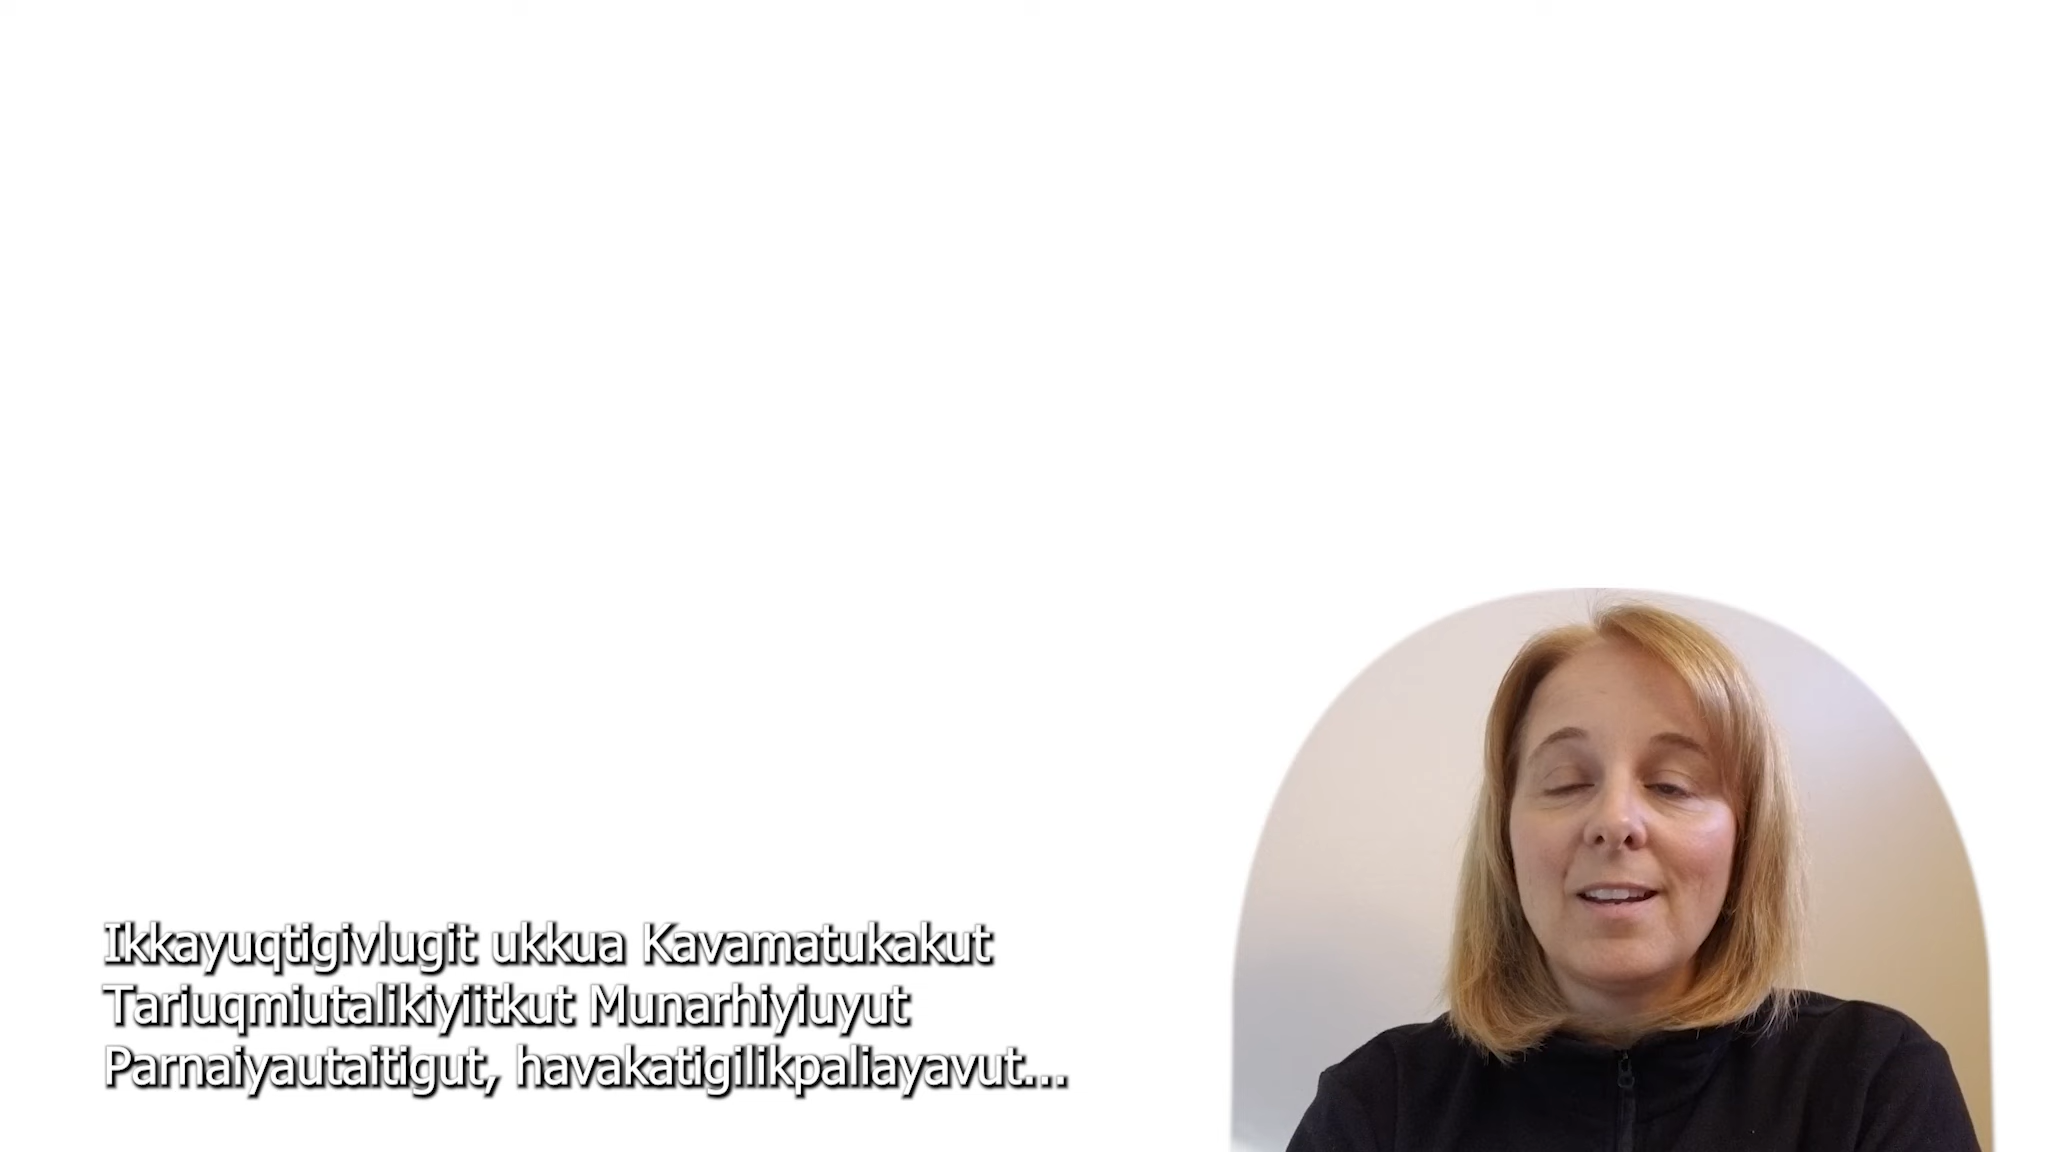 Ikkayuqtigivlugit ukkua Kavamatukakut
Tariuqmiutalikiyiitkut Munarhiyiuyut
Parnaiyautaitigut, havakatigilikpaliayavut...